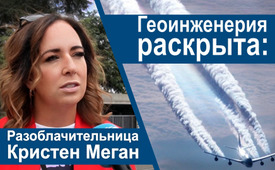 Геоинженерия
раскрыта:
Разоблачительница
Кристен Меган